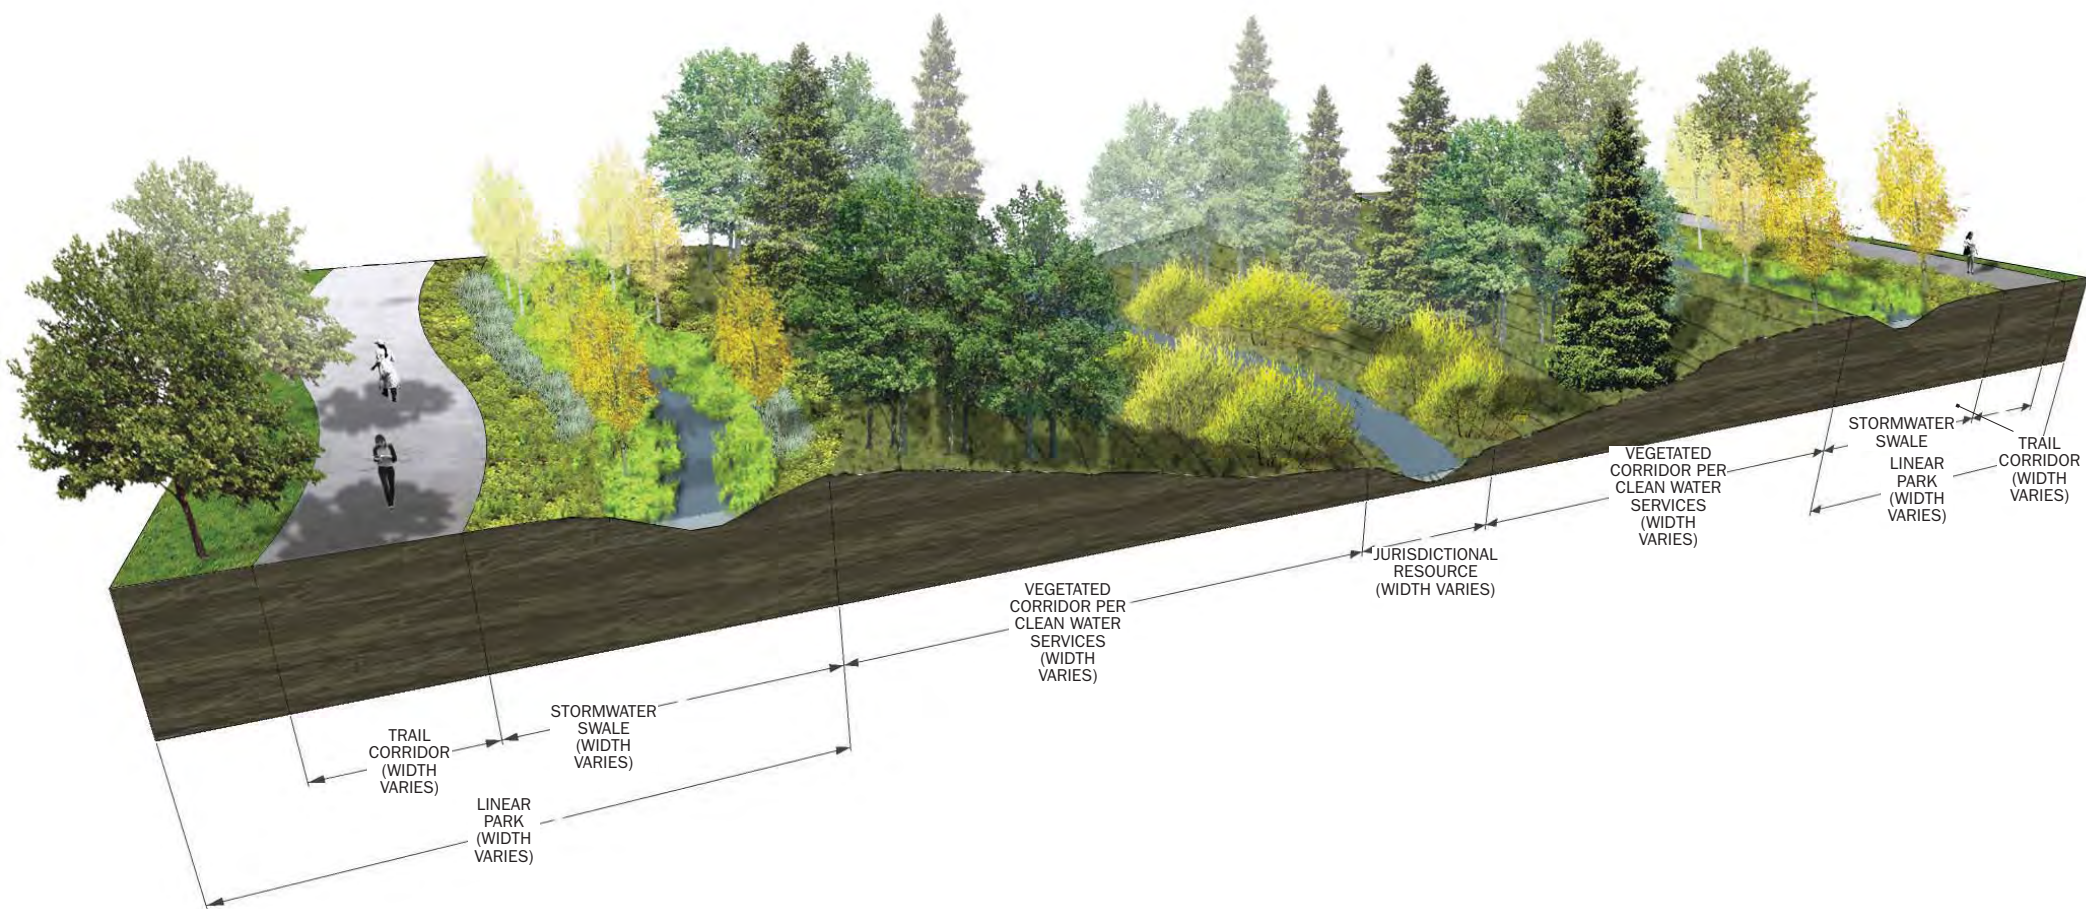 TRAIL
CORRIDOR
(WIDTH
VARIES)
STORMWATER
SWALE
(WIDTH
VARIES)
LINEAR
PARK
(WIDTH
VARIES)
VEGETATED
CORRIDOR PER
CLEAN WATER
SERVICES
(WIDTH
VARIES)
JURISDICTIONAL
RESOURCE
(WIDTH VARIES)
VEGETATED
CORRIDOR PER
CLEAN WATER
SERVICES
(WIDTH
VARIES)
STORMWATER
SWALE
LINEAR
PARK
(WIDTH
VARIES)
TRAIL
CORRIDOR
(WIDTH
VARIES)